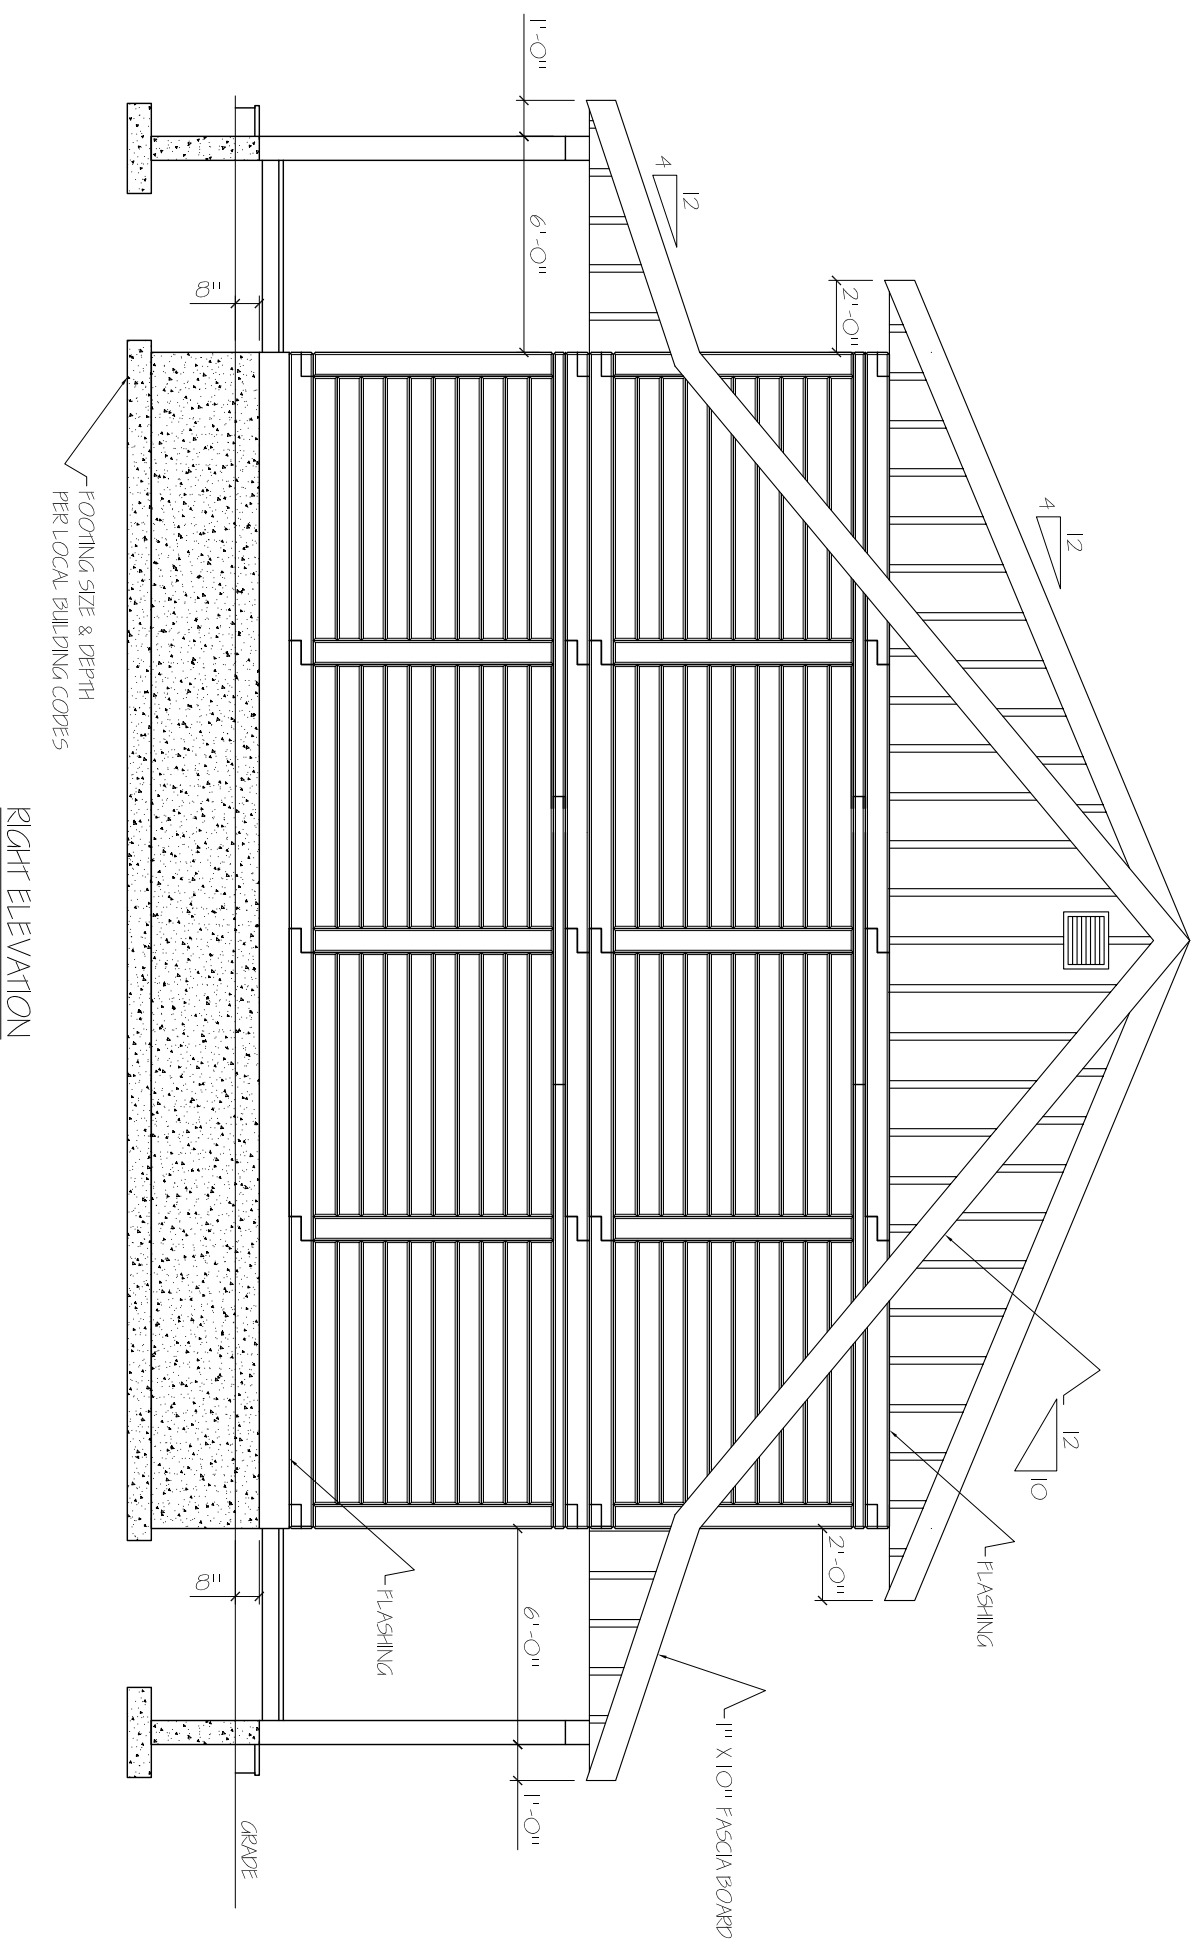 4
12
12
10
4
12
2'-0"
2'-0"
FLASHING
1" X 10" FASCIA BOARD
1'-0"
6'-0"
6'-0"
1'-0"
FLASHING
8"
8"
GRADE
FOOTING SIZE & DEPTH
PER LOCAL BUILDING CODES
RIGHT ELEVATION